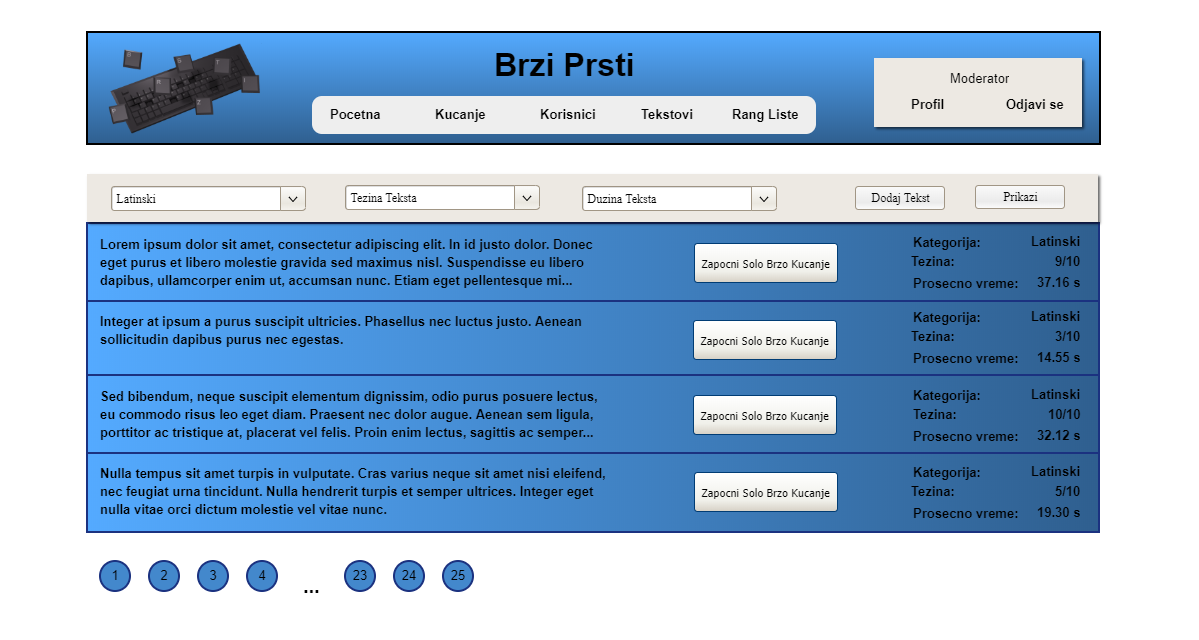 Brzi Prsti
Pocetna Kucanje Korisnici Tekstovi Rang Liste
Moderator
Profil Odjavi se
Latinski Tezina Teksta Duzina Teksta Dodaj Tekst Prikazi
Lorem ipsum dolor sit amet, consectetur adipiscing elit. In id justo dolor. Donec
eget purus et libero molestie gravida sed maximus nisl. Suspendisse eu libero
dapibus, ullamcorper enim ut, accumsan nunc. Etiam eget pellentesque mi...
Zapocni Solo Brzo Kucanje
Kategorija: Latinski
Tezina: 9/10
Prosecno vreme: 37.16 s
Integer at ipsum a purus suscipit ultricies. Phasellus nec luctus justo. Aenean
sollicitudin dapibus purus nec egestas.
Zapocni Solo Brzo Kucanje
Kategorija: Latinski
Tezina: 3/10
Prosecno vreme: 14.55 s
Sed bibendum, neque suscipit elementum dignissim, odio purus posuere lectus,
eu commodo risus leo eget diam. Praesent nec dolor augue. Aenean sem ligula,
porttitor ac tristique at, placerat vel felis. Proin enim lectus, sagittis ac semper...
Zapocni Solo Brzo Kucanje
Kategorija: Latinski
Tezina: 10/10
Prosecno vreme: 32.12 s
Nulla tempus sit amet turpis in vulputate. Cras varius neque sit amet nisi eleifend,
nec feugiat urna tincidunt. Nulla hendrerit turpis et semper ultrices. Integer eget
nulla vitae orci dictum molestie vel vitae nunc.
Zapocni Solo Brzo Kucanje
Kategorija: Latinski
Tezina: 5/10
Prosecno vreme: 19.30 s
1 2 3 4 ... 23 24 25